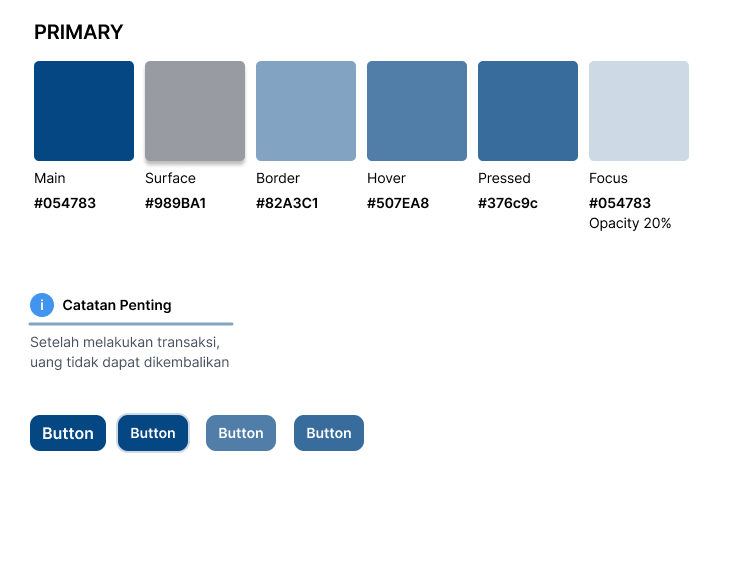 PRIMARY
Main
Surface
Border
Hover
Pressed
Focus
#054783
#989BA1
#82A3C1
#507EA8
#376c9c
#054783
Opacity 20%
i
Catatan Penting
Setelah melakukan transaksi,
uang tidak dapat dikembalikan
Button
Button
Button
Button